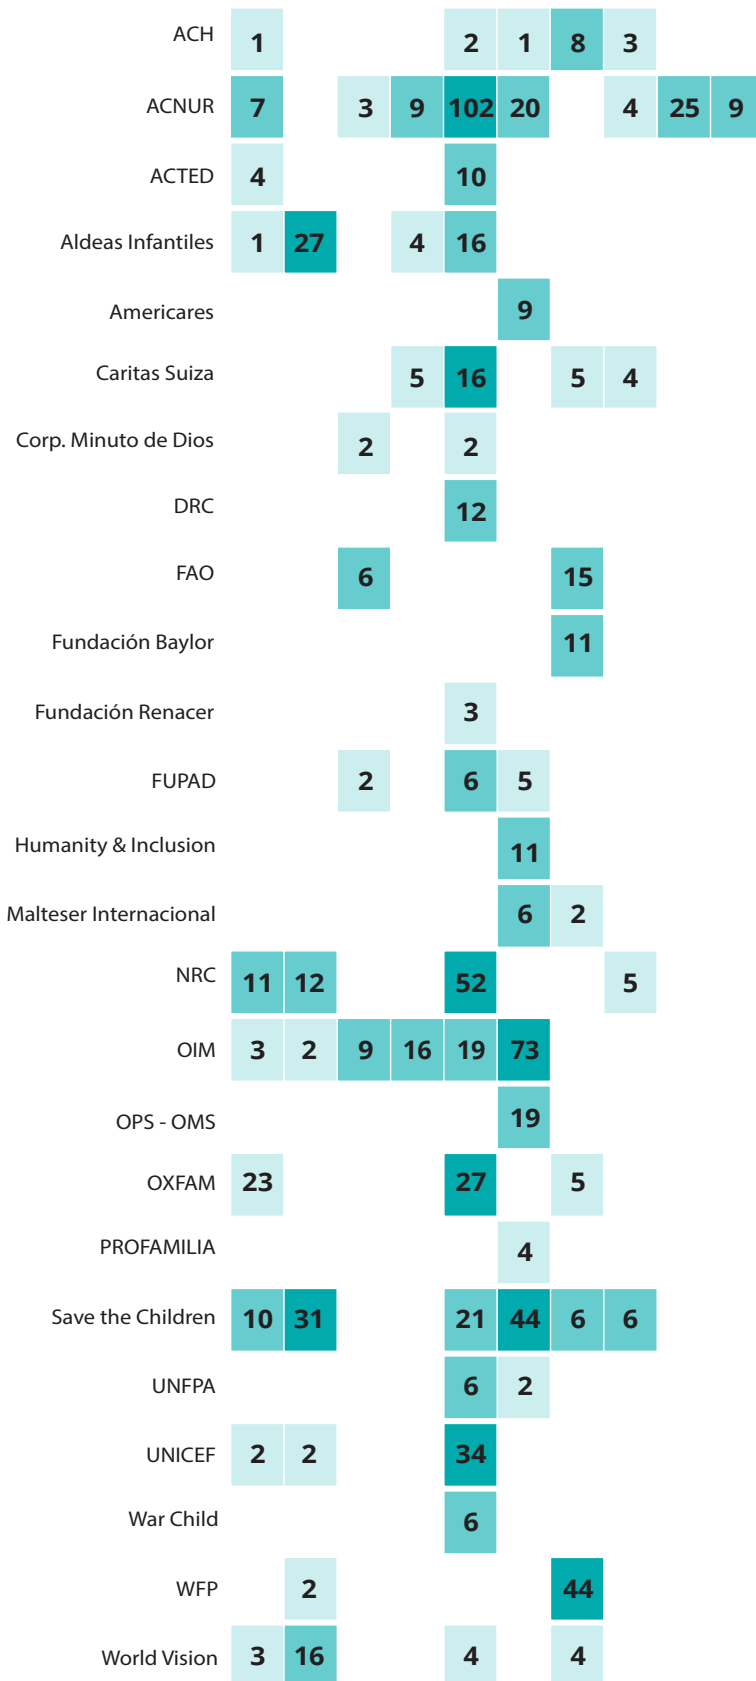 ACH 1 2 1 8 3
ACNUR 7 3 9 102 20 4 25 9
ACTED 4 10
Aldeas Infantiles 1 27 4 16
Americares 9
Caritas Suiza 5 16 5 4
Corp. Minuto de Dios 2 2
DRC 12
FAO 6 15
Fundación Baylor 11
Fundación Renacer 3
FUPAD 2 6 5
Humanity & Inclusion 11
Malteser Internacional 6 2
NRC 11 12 52 5
OIM 3 2 9 16 19 73
OPS - OMS 19
OXFAM 23 27 5
PROFAMILIA 4
Save the Children 10 31 21 44 6 6
UNFPA 6 2
UNICEF 2 2 34
War Child 6
WFP 2 44
World Vision 3 16 4 4